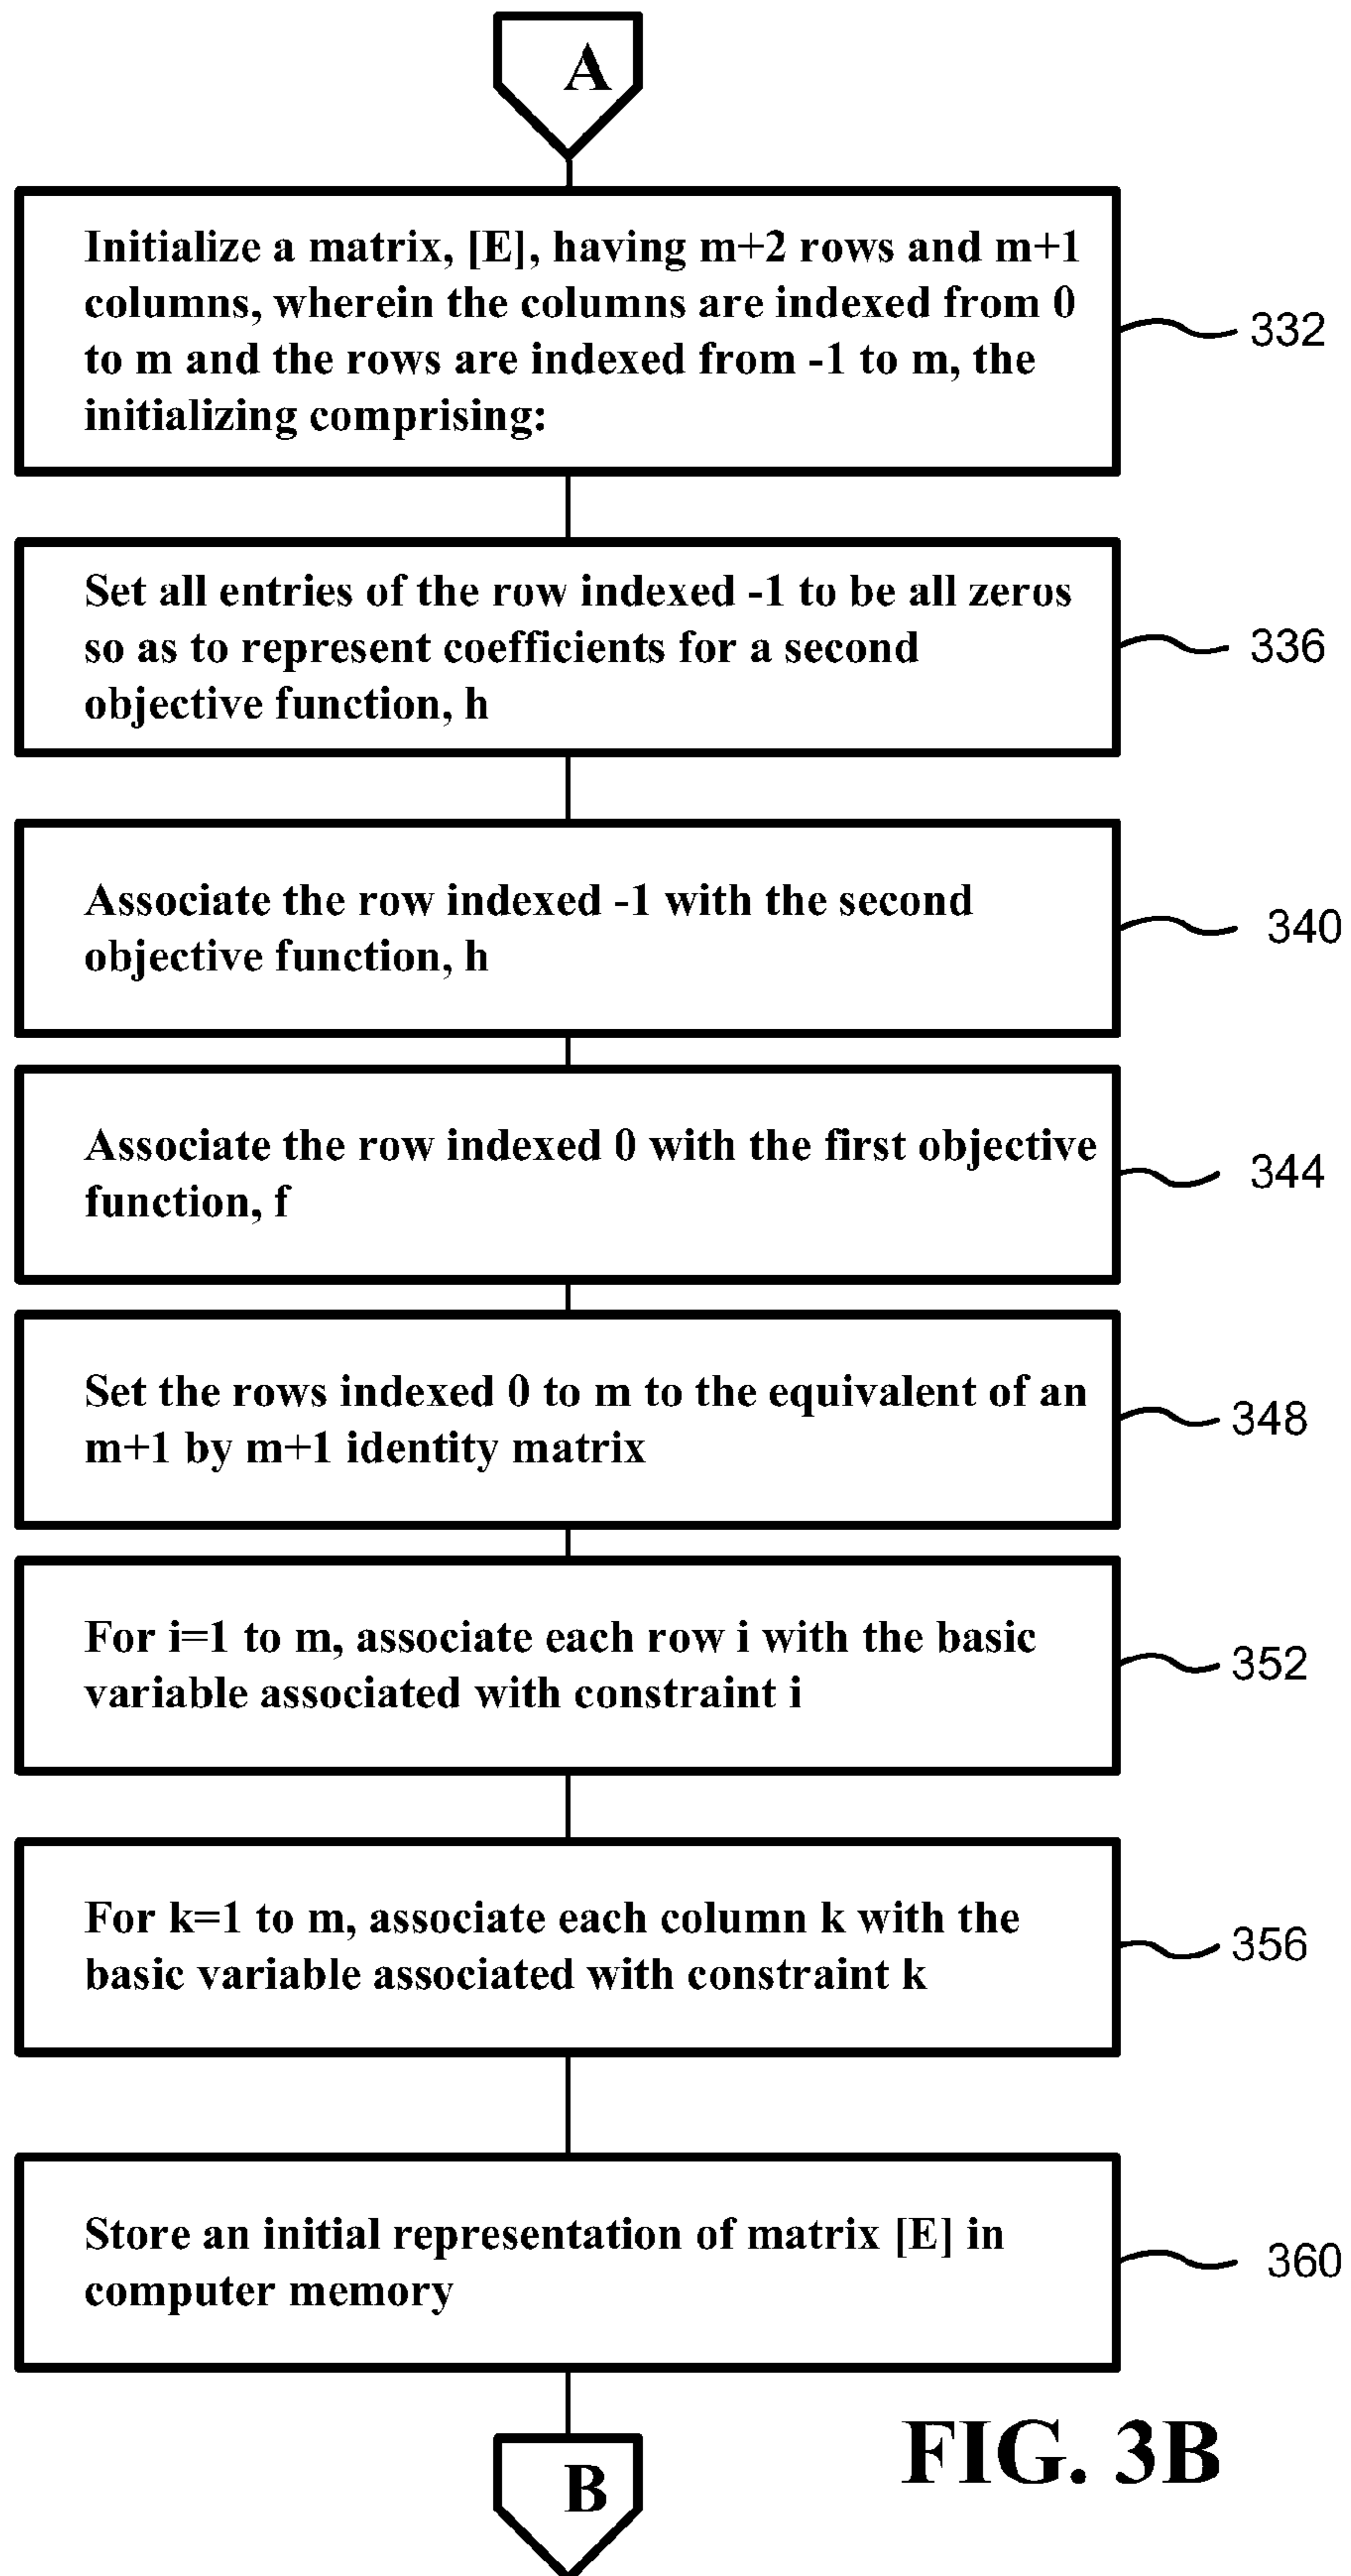 A
Initialize a matrix, [E], having m+2 rows and m+1
columns, wherein the columns are indexed from 0
to m and the rows are indexed from -1 to m, the
initializing comprising:
332
Set all entries of the row indexed -1 to be all zeros
so as to represent coefficients for a second
objective function, h
336
Associate the row indexed -1 with the second
objective function, h
340
Associate the row indexed 0 with the first objective
function, f
344
Set the rows indexed 0 to m to the equivalent of an
m+1 by m+1 identity matrix
348
For i=1 to m, associate each row i with the basic
variable associated with constraint i
352
For k=1 to m, associate each column k with the
basic variable associated with constraint k
356
Store an initial representation of matrix [E] in
computer memory
360
B
FIG. 3B